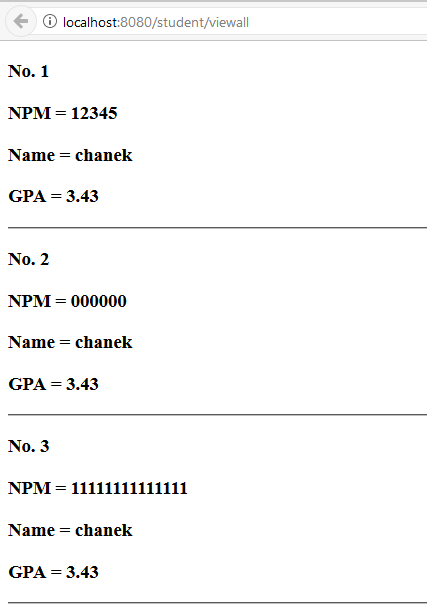 localhost:8080/student/viewall
No. 1
NPM = 12345
Name = chanek
GPA = 3.43
No. 2
NPM = 000000
Name = chanek
GPA = 3.43
No. 3
NPM = 11111111111111
Name = chanek
GPA = 3.43